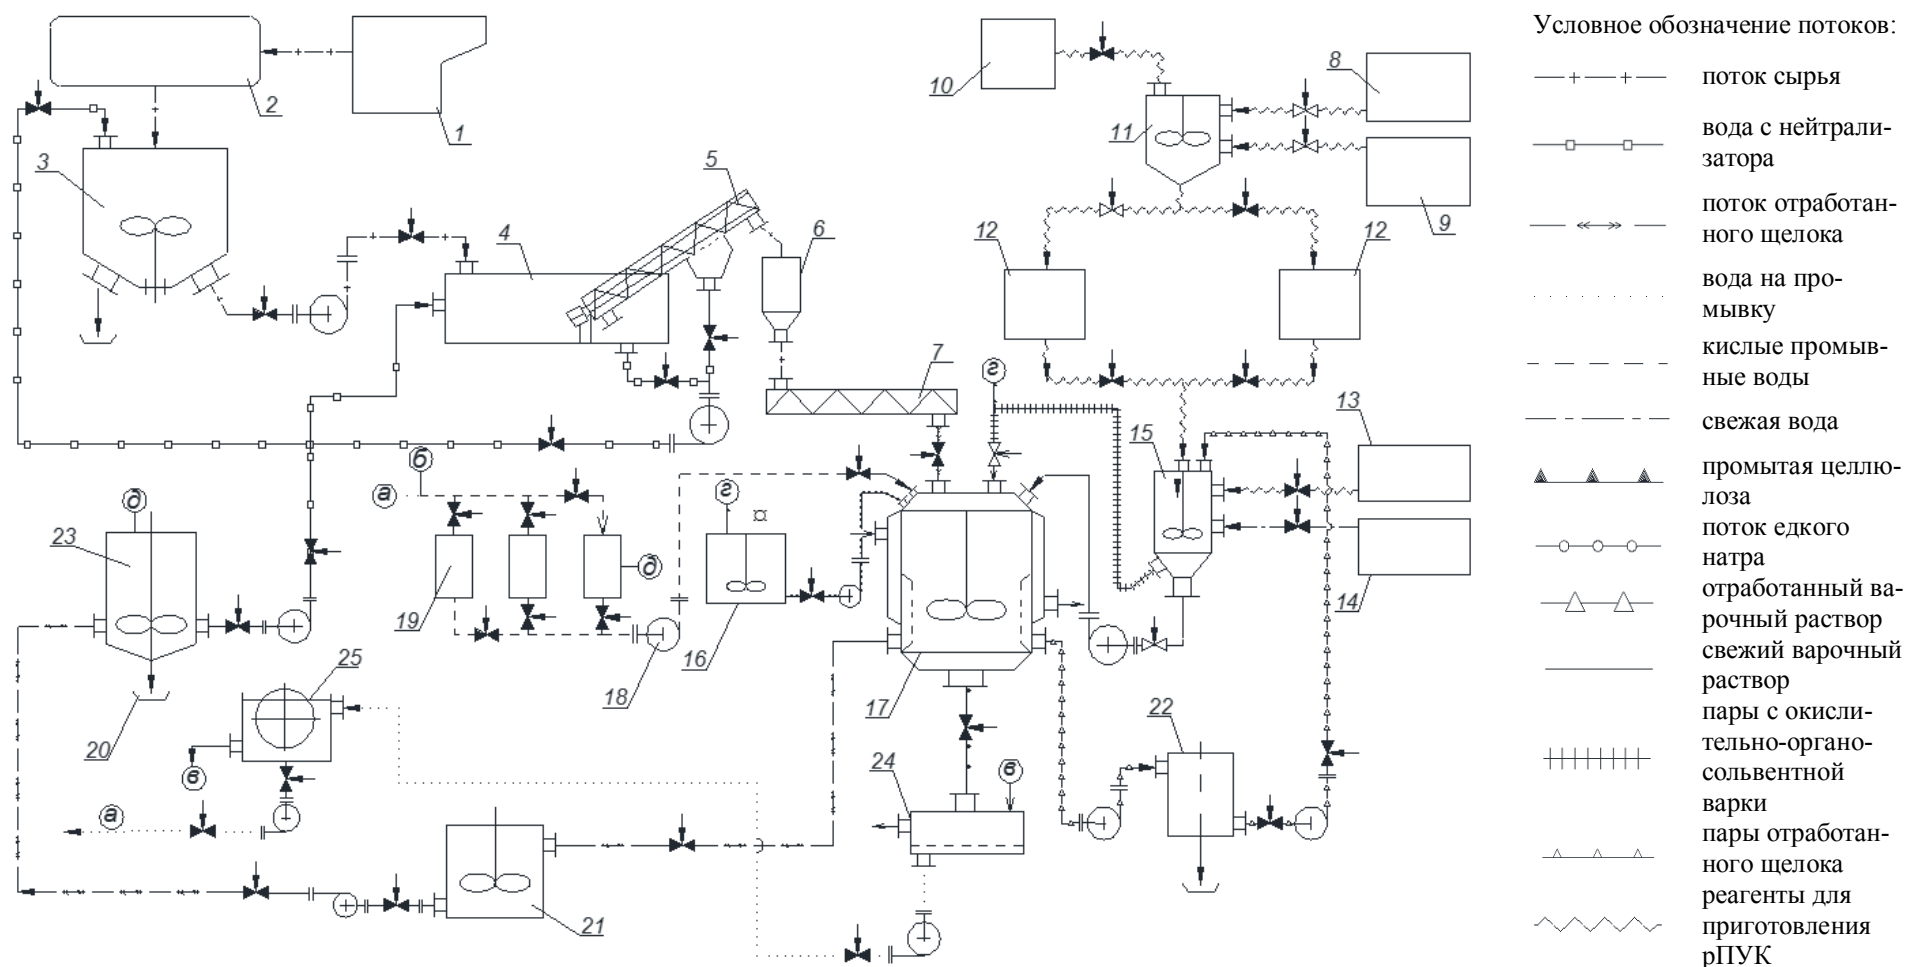 Условное обозначение потоков:
поток сырья
вода с нейтрали-
затора
поток отработан-
ного щелока
вода на про-
мывку
кислые промыв-
ные воды
свежая вода
промытая целлю-
лоза
поток едкого
натра
отработанный ва-
рочный раствор
свежий варочный
раствор
пары с окисли-
тельно-органо-
сольвентной
варки
пары отработан-
ного щелока
реагенты для
приготовления
рПУК
1
2
3
4
5
6
7
8
9
10
11
12
12
13
14
15
16
17
18
19
20
21
22
23
24
25
а
б
г
г
д
д
в
в
а